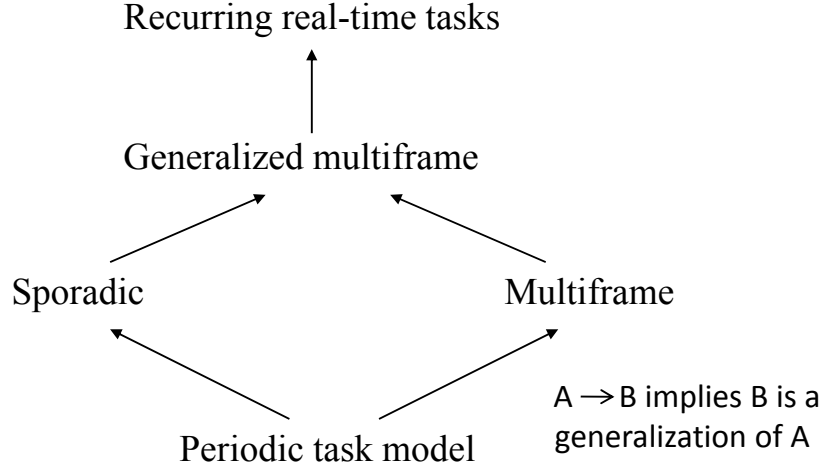 Recurring real-time tasks
Generalized multiframe
Sporadic
Multiframe
Periodic task model
A → B implies B is a
generalization of A